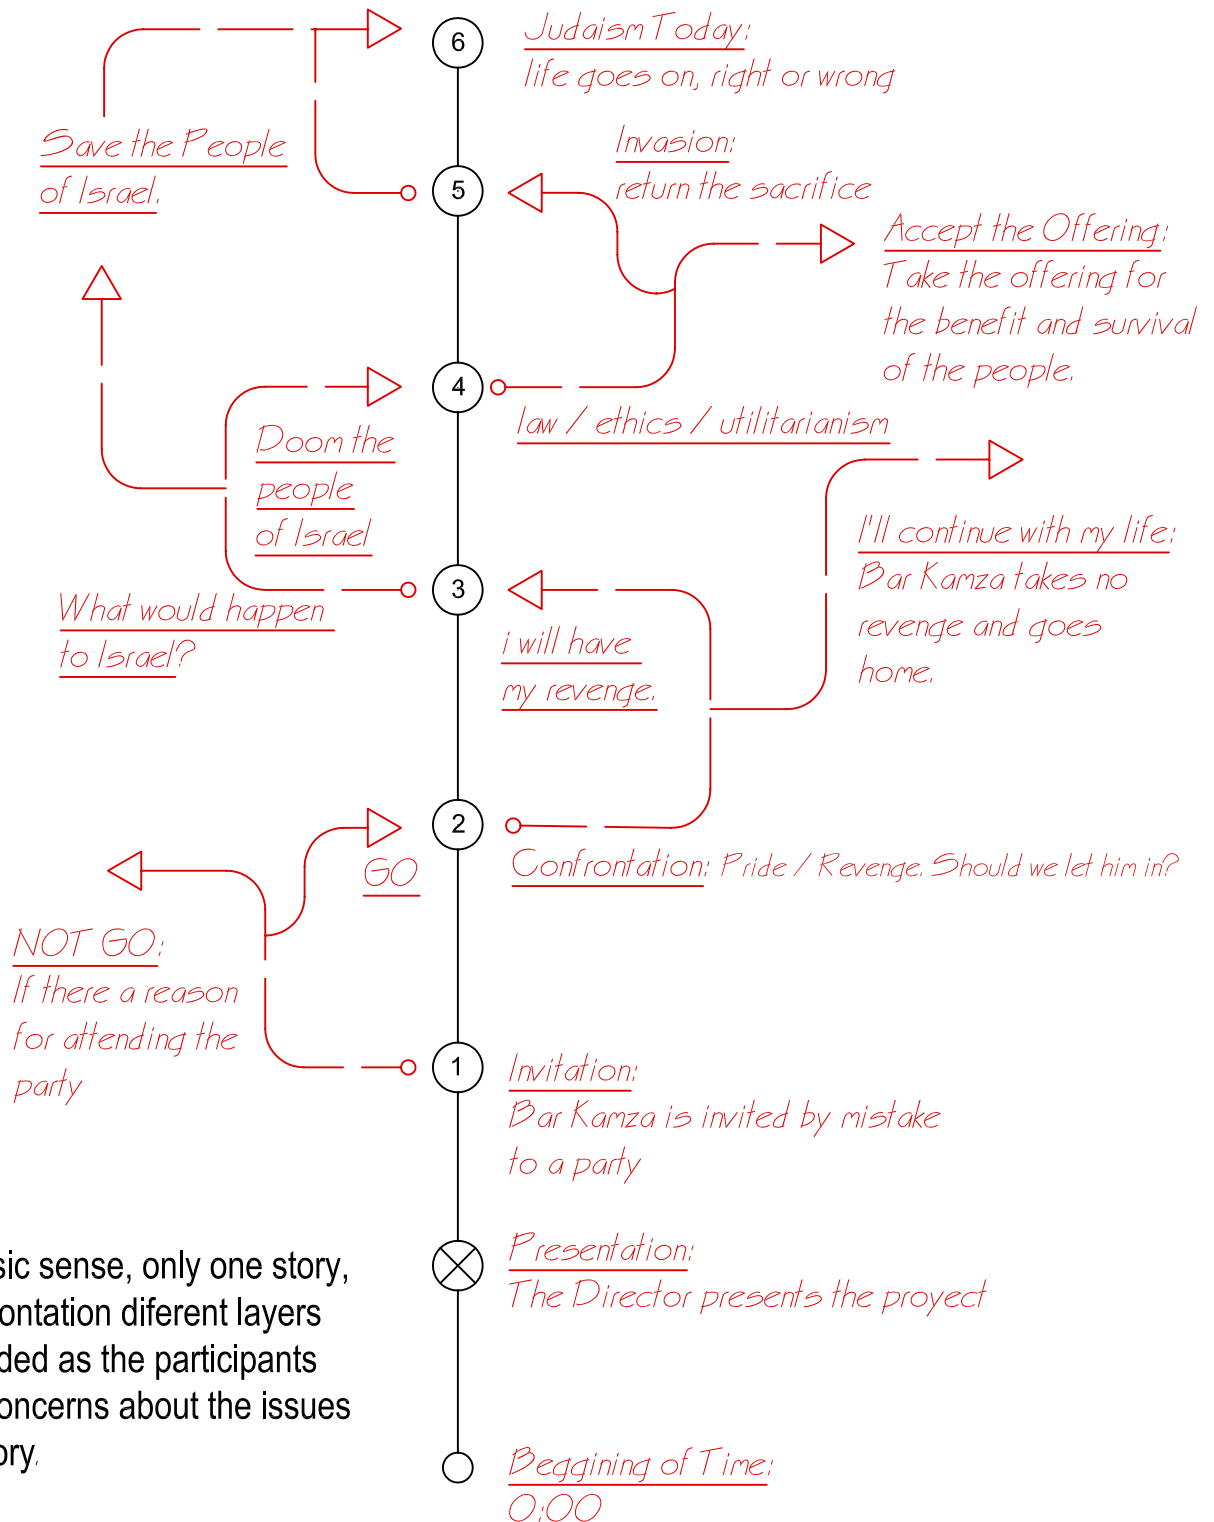 6
Judaism Today:
life goes on, right or wrong
Save the People
of Israel.
5
Invasion:
return the sacrifice
Accept the Offering:
Take the offering for
the benefit and survival
of the people.
4
law / ethics / utilitarianism
Doom the
people
of Israel
I'll continue with my life:
Bar Kamza takes no
revenge and goes
home.
3
What would happen
to Israel?
i will have
my revenge.
2
GO
Confrontation: Pride / Revenge. Should we let him in?
NOT GO:
If there a reason
for attending the
party
1
Invitation:
Bar Kamza is invited by mistake
to a party
Presentation:
The Director presents the proyect
sic sense, only one story,
ontation diferent layers
ded as the participants
oncerns about the issues
ory.
Beggining of Time:
0:00